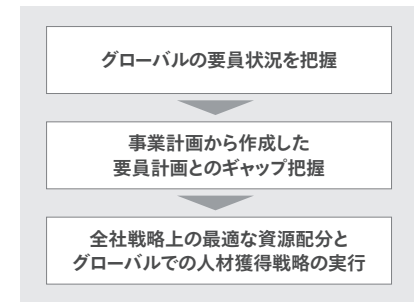 グローバルの要員状況を把握
事業計画から作成した
要員計画とのギャップ把握
全社戦略上の最適な資源配分と
グローバルでの人材獲得戦略の実行